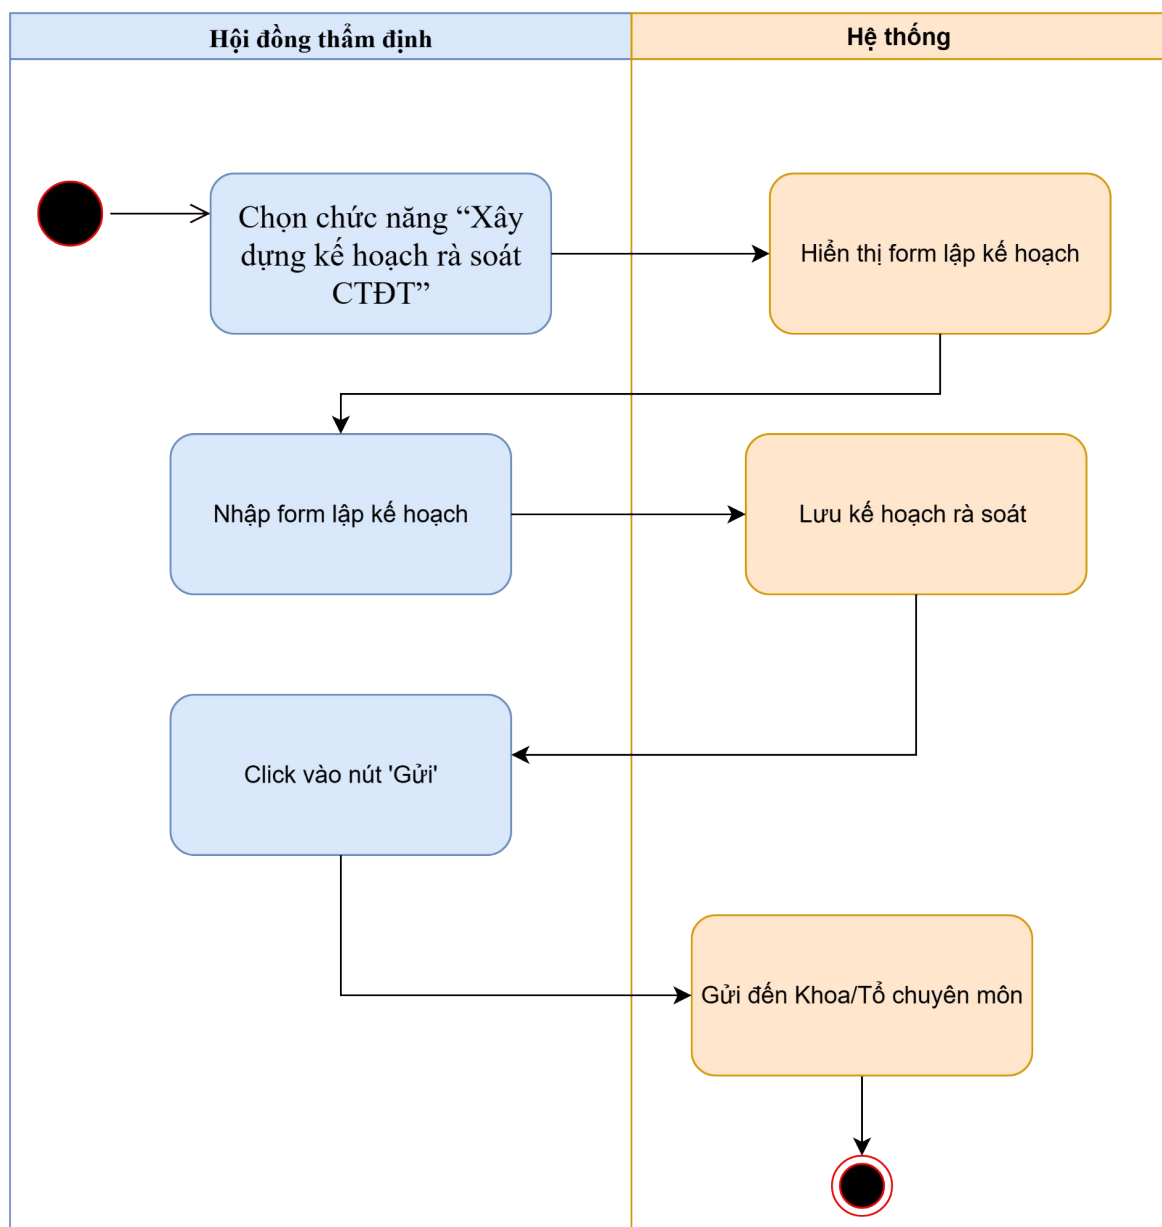 Hội đồng thẩm định
Hệ thống
Chọn chức năng “Xây
dựng kế hoạch rà soát
CTĐT”
Hiển thị form lập kế hoạch
Nhập form lập kế hoạch
Lưu kế hoạch rà soát
Click vào nút 'Gửi'
Gửi đến Khoa/Tổ chuyên môn